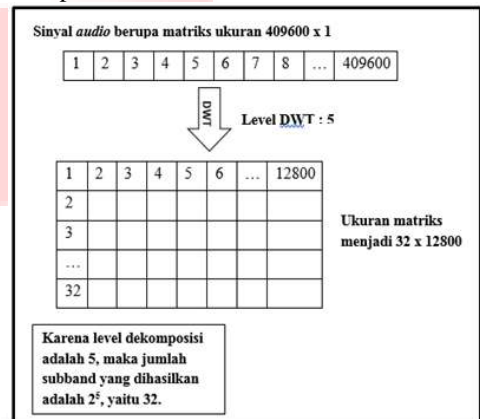 Sinyal audio berupa matriks ukuran 409600 x 1
1 2 3 4 5 6 7 8 ... 409600
DWT
Level DWT : 5
1 2 3 4 5 6 ... 12800
2
3
...
32
Ukuran matriks
menjadi 32 x 12800
Karena level dekomposisi
adalah 5, maka jumlah
subband yang dihasilkan
adalah 2⁵, yaitu 32.